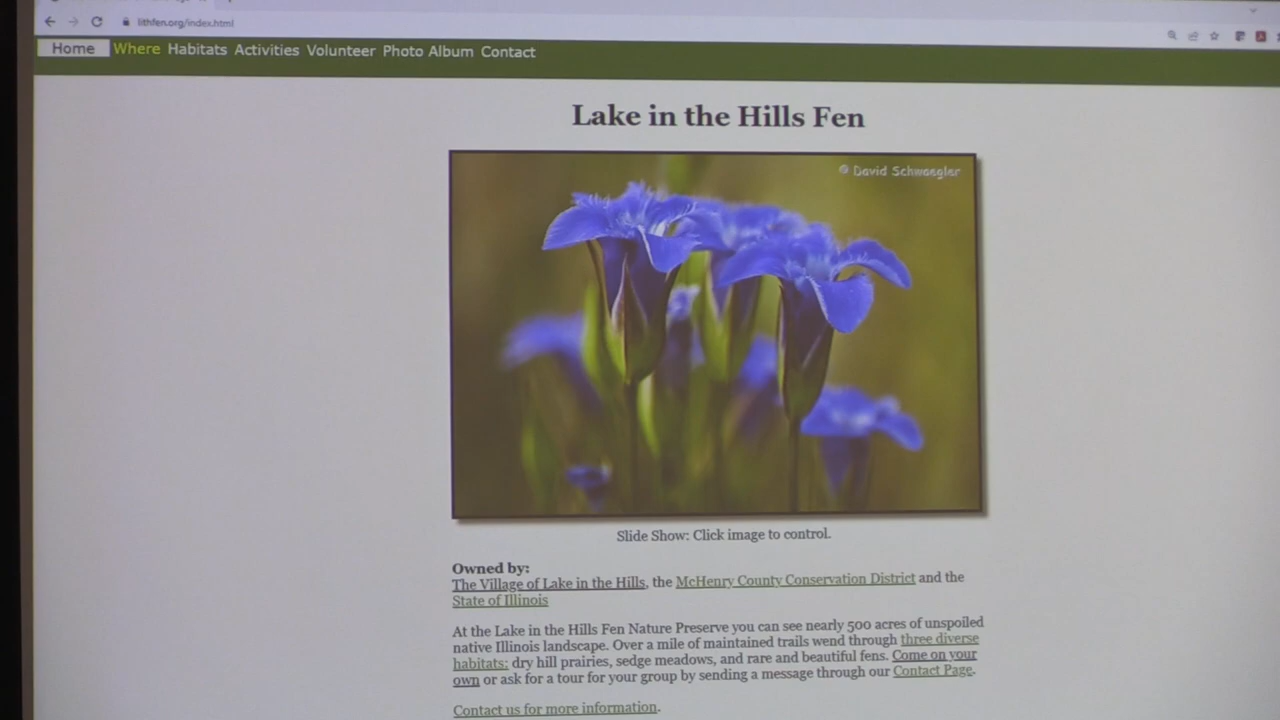 lithfen.org/index.html
Home Where Habitats Activities Volunteer Photo Album Contact
Lake in the Hills Fen
© David Schwaegler
Slide Show: Click image to control.
Owned by:
The Village of Lake in the Hills, the McHenry County Conservation District and the
State of Illinois
At the Lake in the Hills Fen Nature Preserve you can see nearly 500 acres of unspoiled
native Illinois landscape. Over a mile of maintained trails wend through three diverse
habitats: dry hill prairies, sedge meadows, and rare and beautiful fens. Come on your
own or ask for a tour for your group by sending a message through our Contact Page.
Contact us for more information.